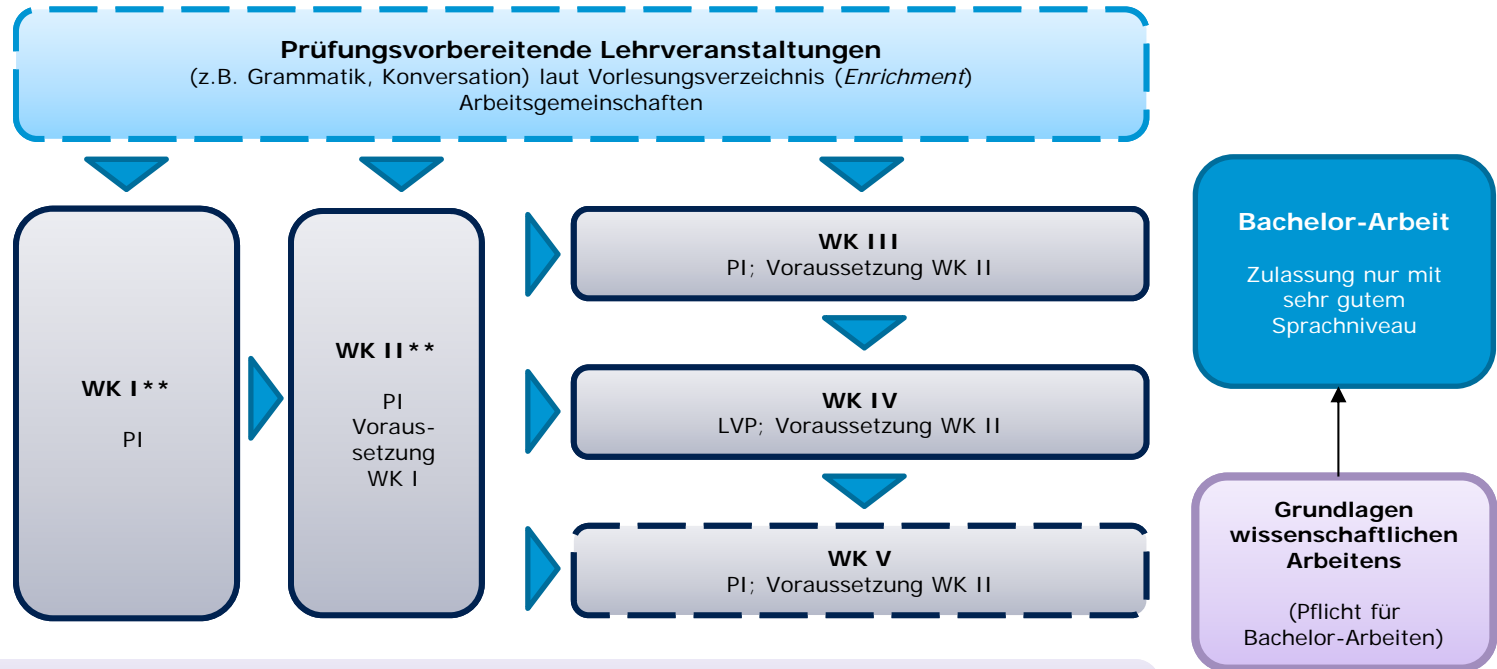 Prüfungsvorbereitende Lehrveranstaltungen
(z.B. Grammatik, Konversation) laut Vorlesungsverzeichnis (Enrichment)
Arbeitsgemeinschaften
WK I**
PI
WK II**
PI
Voraus-
setzung
WK I
WK III
PI; Voraussetzung WK II
WK IV
LVP; Voraussetzung WK II
WK V
PI; Voraussetzung WK II
Bachelor-Arbeit
Zulassung nur mit
sehr gutem
Sprachniveau
Grundlagen
wissenschaftlichen
Arbeitens
(Pflicht für
Bachelor-Arbeiten)